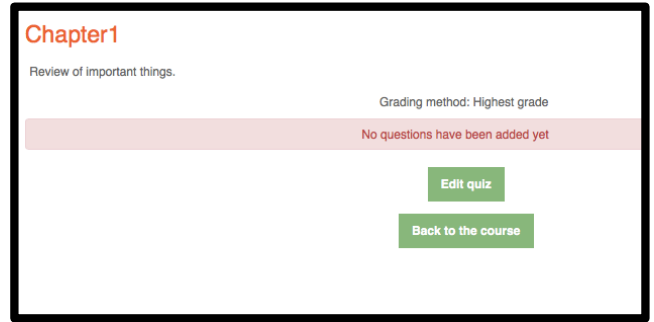 Chapter1
Review of important things.
Grading method: Highest grade
No questions have been added yet
Edit quiz
Back to the course